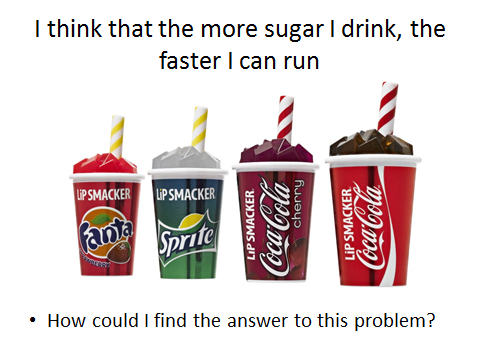 I think that the more sugar I drink, the
faster I can run
LiP SMACKER
Fanta
LiP SMACKER
Sprite
LiP SMACKER
Coca-Cola
cherry
LiP SMACKER
Coca-Cola
• How could I find the answer to this problem?